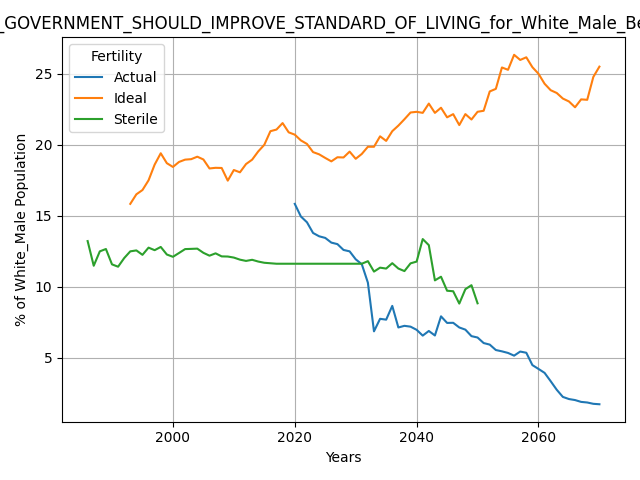 _GOVERNMENT_SHOULD_IMPROVE_STANDARD_OF_LIVING_for_White_Male_Be
Fertility
Actual
Ideal
Sterile
% of White_Male Population
25
20
15
10
5
2000 2020 2040 2060
Years